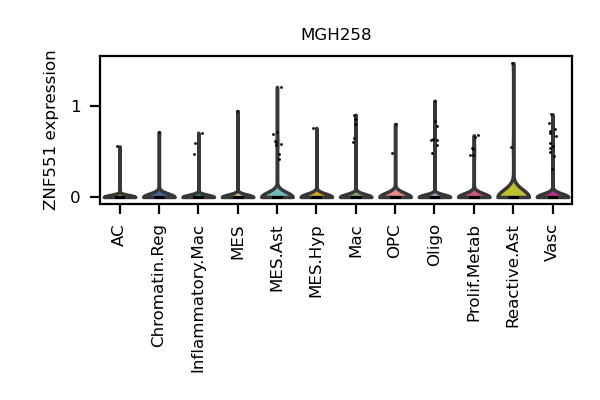 MGH258
ZNF551 expression
1
0
AC
Chromatin.Reg
Inflammatory.Mac
MES
MES.Ast
MES.Hyp
Mac
OPC
Oligo
Prolif.Metab
Reactive.Ast
Vasc